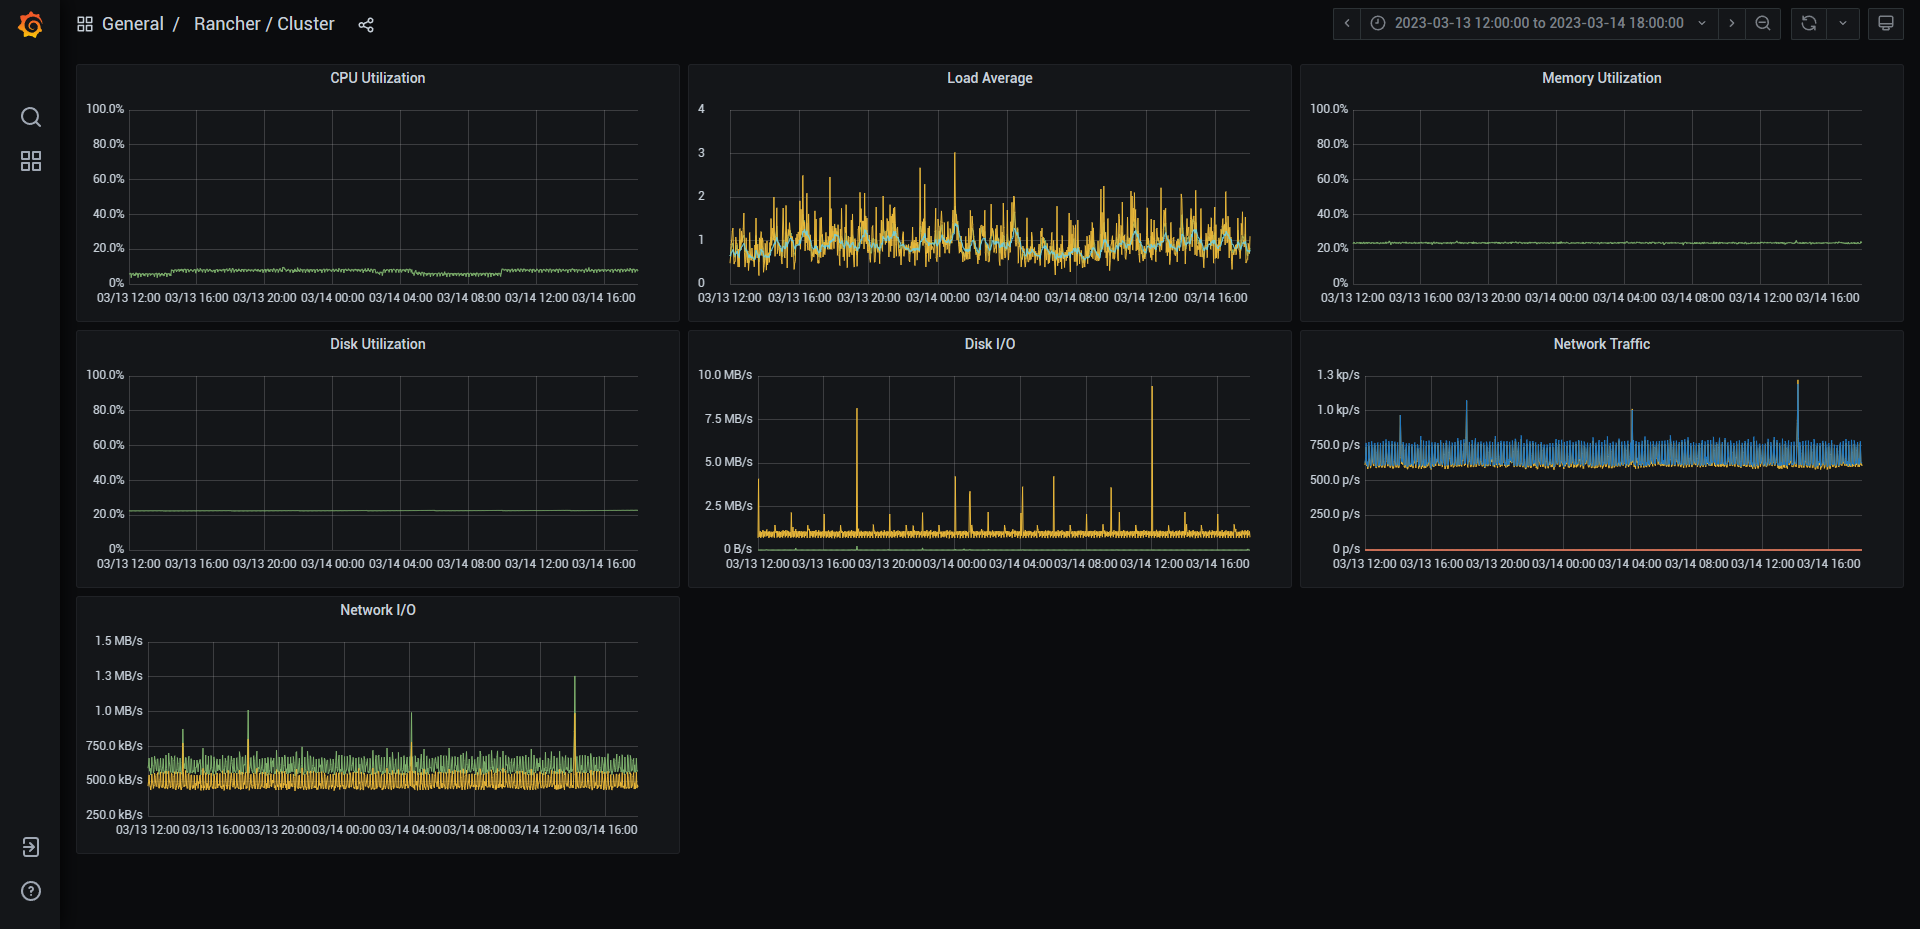 General / Rancher / Cluster
2023-03-13 12:00:00 to 2023-03-14 18:00:00
CPU Utilization
100.0%
80.0%
60.0%
40.0%
20.0%
0%
03/13 12:00 03/13 16:00 03/13 20:00 03/14 00:00 03/14 04:00 03/14 08:00 03/14 12:00 03/14 16:00
Load Average
4
3
2
1
0
03/13 12:00 03/13 16:00 03/13 20:00 03/14 00:00 03/14 04:00 03/14 08:00 03/14 12:00 03/14 16:00
Memory Utilization
100.0%
80.0%
60.0%
40.0%
20.0%
0%
03/13 12:00 03/13 16:00 03/13 20:00 03/14 00:00 03/14 04:00 03/14 08:00 03/14 12:00 03/14 16:00
Disk Utilization
100.0%
80.0%
60.0%
40.0%
20.0%
0%
03/13 12:00 03/13 16:00 03/13 20:00 03/14 00:00 03/14 04:00 03/14 08:00 03/14 12:00 03/14 16:00
Disk I/O
10.0 MB/s
7.5 MB/s
5.0 MB/s
2.5 MB/s
0 B/s
03/13 12:00 03/13 16:00 03/13 20:00 03/14 00:00 03/14 04:00 03/14 08:00 03/14 12:00 03/14 16:00
Network Traffic
1.3 kp/s
1.0 kp/s
750.0 p/s
500.0 p/s
250.0 p/s
0 p/s
03/13 12:00 03/13 16:00 03/13 20:00 03/14 00:00 03/14 04:00 03/14 08:00 03/14 12:00 03/14 16:00
Network I/O
1.5 MB/s
1.3 MB/s
1.0 MB/s
750.0 kB/s
500.0 kB/s
250.0 kB/s
03/13 12:00 03/13 16:00 03/13 20:00 03/14 00:00 03/14 04:00 03/14 08:00 03/14 12:00 03/14 16:00